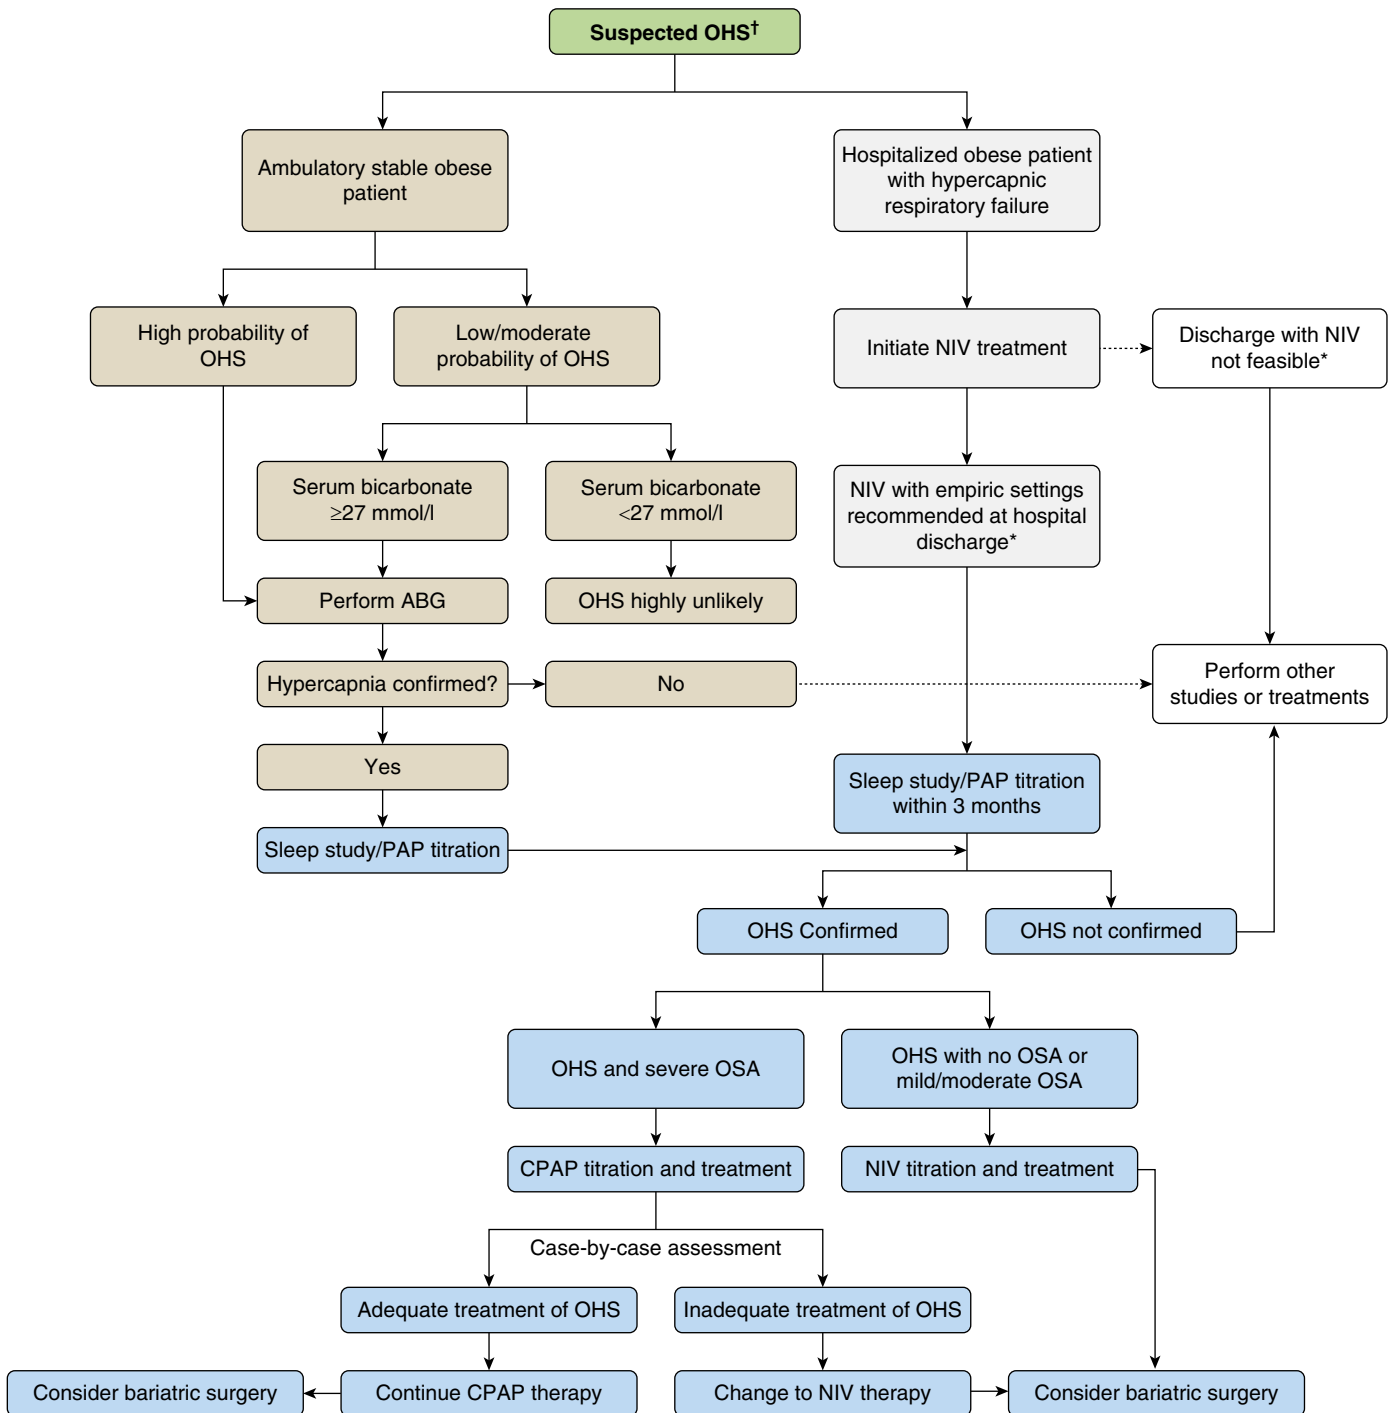 Suspected OHS†
Ambulatory stable obese
patient
Hospitalized obese patient
with hypercapnic
respiratory failure
High probability of
OHS
Low/moderate
probability of OHS
Initiate NIV treatment
Discharge with NIV
not feasible*
Serum bicarbonate
≥27 mmol/l
Serum bicarbonate
<27 mmol/l
NIV with empiric settings
recommended at hospital
discharge*
Perform ABG
OHS highly unlikely
Hypercapnia confirmed?
No
Perform other
studies or treatments
Yes
Sleep study/PAP titration
within 3 months
Sleep study/PAP titration
OHS Confirmed
OHS not confirmed
OHS and severe OSA
OHS with no OSA or
mild/moderate OSA
CPAP titration and treatment
NIV titration and treatment
Case-by-case assessment
Adequate treatment of OHS
Inadequate treatment of OHS
Consider bariatric surgery
Continue CPAP therapy
Change to NIV therapy
Consider bariatric surgery